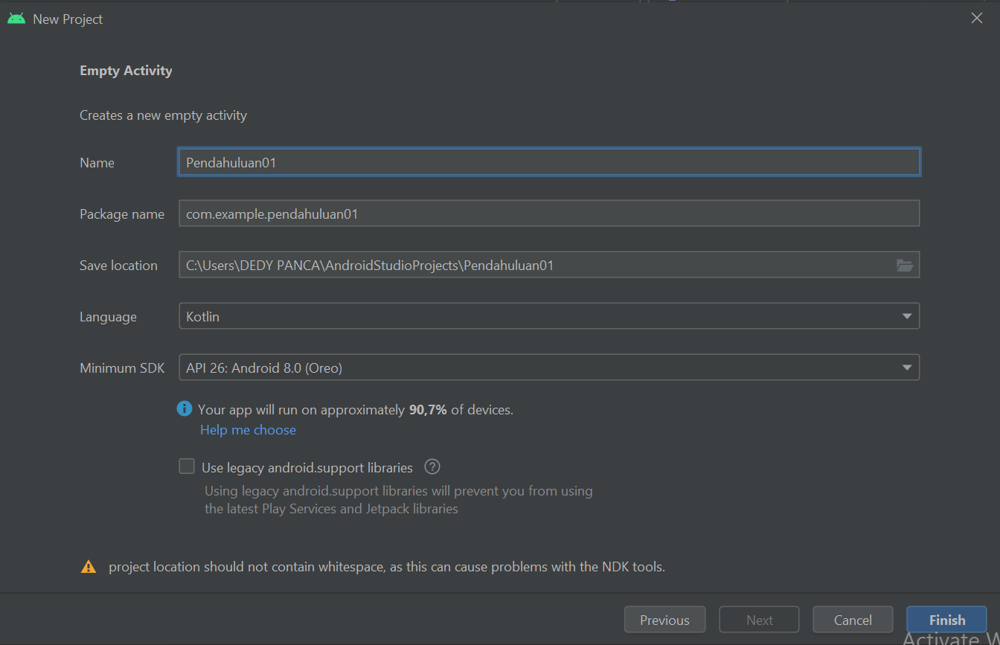 New Project
Empty Activity
Creates a new empty activity
Name Pendahuluan01
Package name com.example.pendahuluan01
Save location C:\Users\DEDY PANCA\AndroidStudioProjects\Pendahuluan01
Language Kotlin
Minimum SDK API 26: Android 8.0 (Oreo)
Your app will run on approximately 90,7% of devices.
Help me choose
Use legacy android.support libraries ?
Using legacy android.support libraries will prevent you from using
the latest Play Services and Jetpack libraries
project location should not contain whitespace, as this can cause problems with the NDK tools.
Previous Next Cancel Finish
Activate W